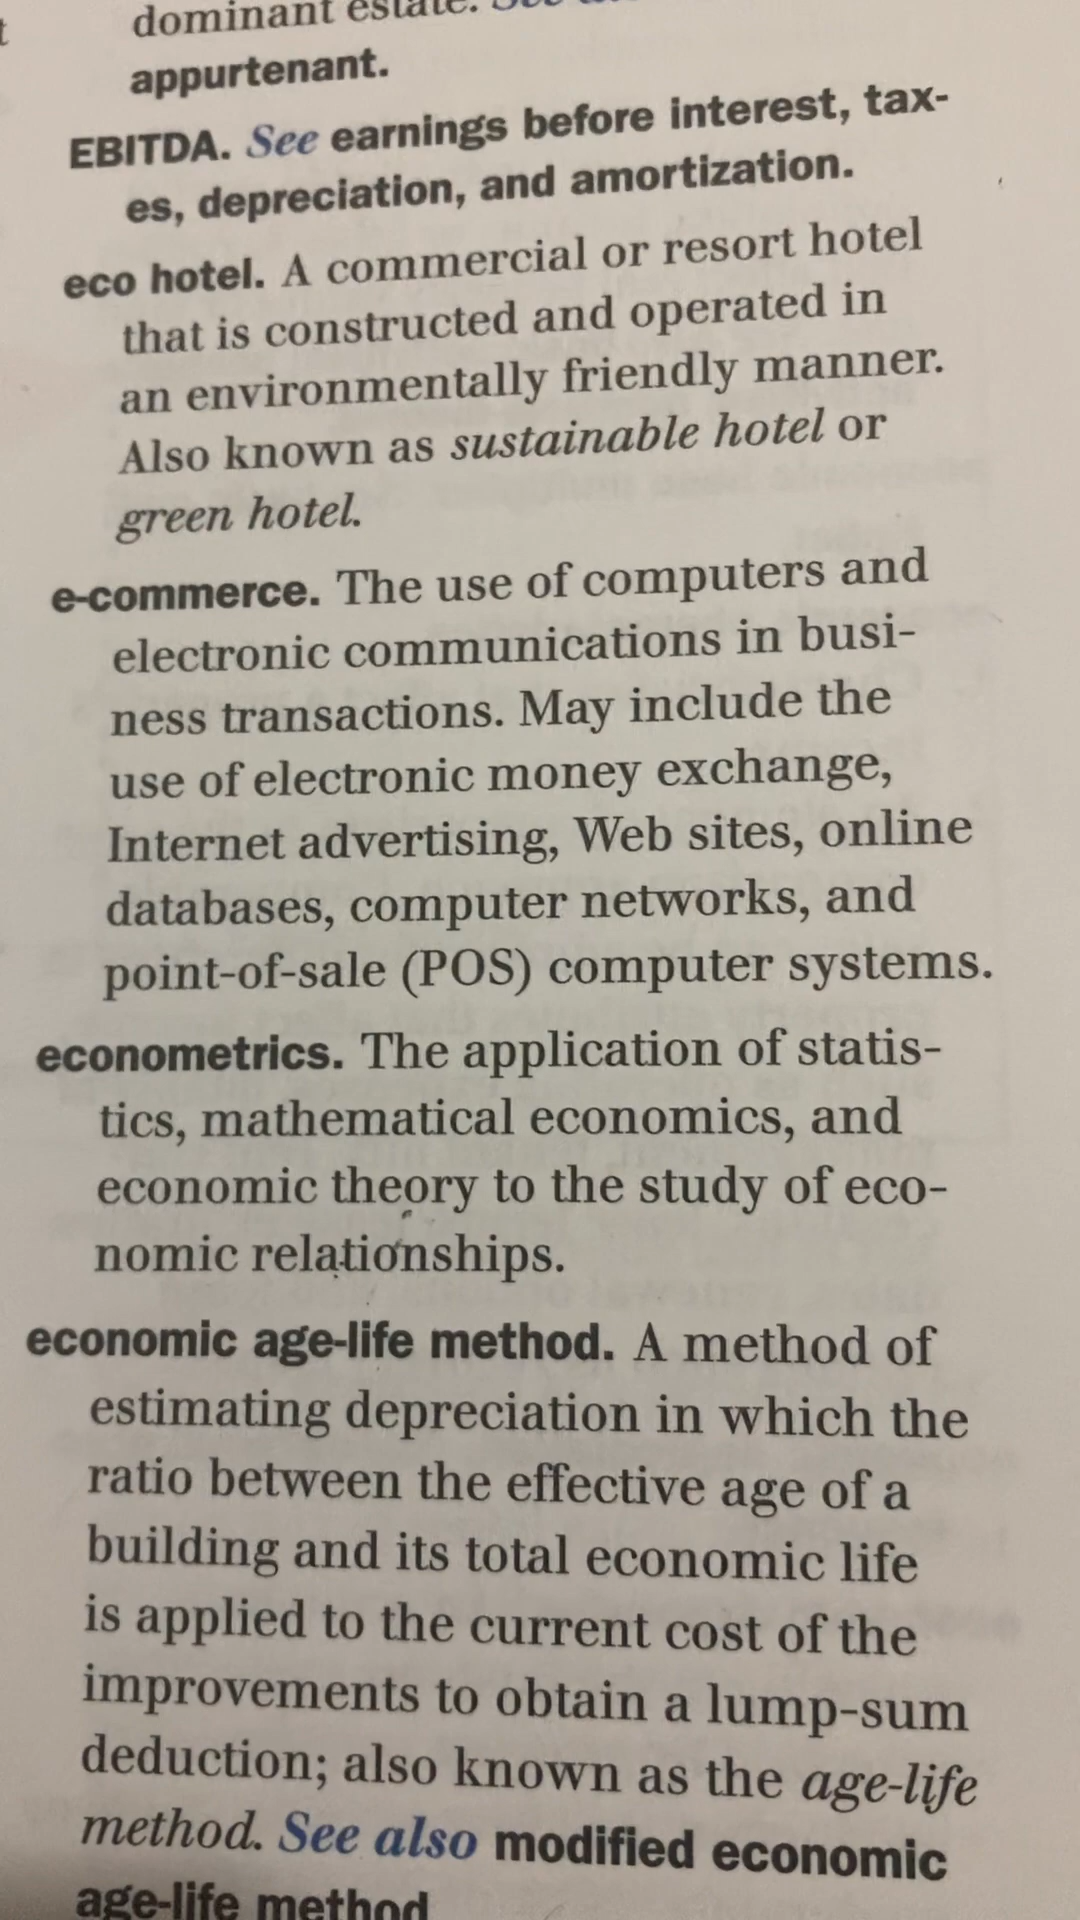 dominant estate. See
appurtenant.
EBITDA. See earnings before interest, tax-
es, depreciation, and amortization.
eco hotel. A commercial or resort hotel
that is constructed and operated in
an environmentally friendly manner.
Also known as sustainable hotel or
green hotel.
e-commerce. The use of computers and
electronic communications in busi-
ness transactions. May include the
use of electronic money exchange,
Internet advertising, Web sites, online
databases, computer networks, and
point-of-sale (POS) computer systems.
econometrics. The application of statis-
tics, mathematical economics, and
economic theory to the study of eco-
nomic relationships.
economic age-life method. A method of
estimating depreciation in which the
ratio between the effective age of a
building and its total economic life
is applied to the current cost of the
improvements to obtain a lump-sum
deduction; also known as the age-life
method. See also modified economic
age-life method